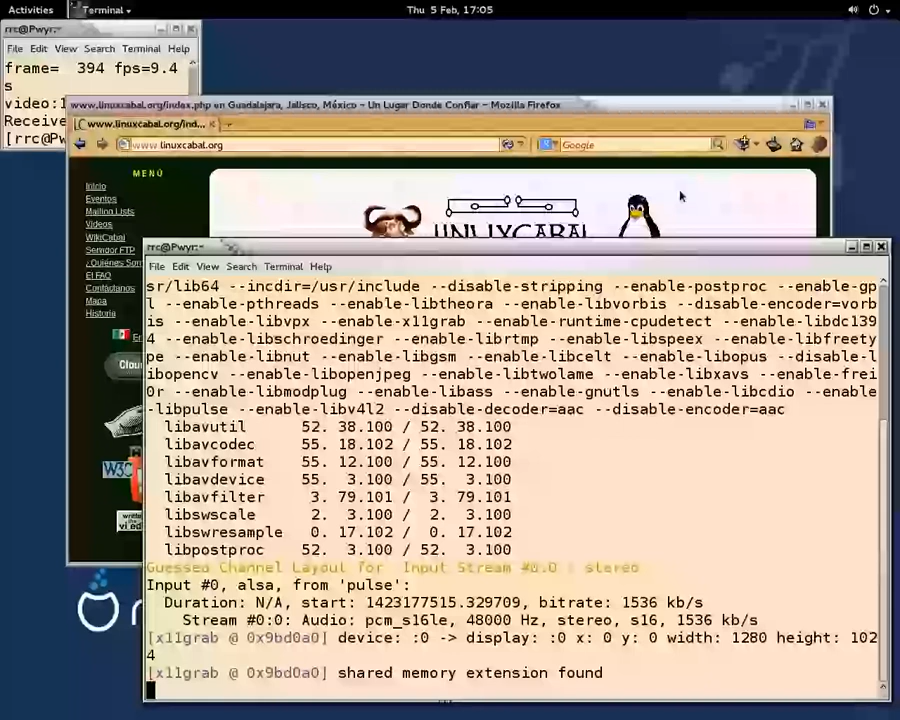 Activities
Terminal
Thu 5 Feb, 17:05
rrc@Pwyr:~
File Edit View Search Terminal Help
frame=  394 fps=9.4
s
video:1
Receive
[rrc@Pw
www.linuxcabal.org/index.php en Guadalajara, Jalisco, México - Un Lugar Donde Confiar - Mozilla Firefox
www.linuxcabal.org/ind...
www.linuxcabal.org
Google
MENÚ
Inicio
Eventos
Mailing Lists
Videos
WikiCabal
Servidor FTP
¿Quiénes Son
El FAQ
Contáctanos
Mapa
Historia
En
Clou
W3C
written
the
vi edi
LINUXCABAL
rrc@Pwyr:~
File Edit View Search Terminal Help
sr/lib64 --incdir=/usr/include --disable-stripping --enable-postproc --enable-gp
l --enable-pthreads --enable-libtheora --enable-libvorbis --disable-encoder=vorb
is --enable-libvpx --enable-x11grab --enable-runtime-cpudetect --enable-libdc139
4 --enable-libschroedinger --enable-librtmp --enable-libspeex --enable-libfreety
pe --enable-libnut --enable-libgsm --enable-libcelt --enable-libopus --disable-l
ibopencv --enable-libopenjpeg --enable-libtwolame --enable-libxavs --enable-frei
0r --enable-libmodplug --enable-libass --enable-gnutls --enable-libcdio --enable
-libpulse --enable-libv4l2 --disable-decoder=aac --disable-encoder=aac
libavutil      52. 38.100 / 52. 38.100
libavcodec     55. 18.102 / 55. 18.102
libavformat    55. 12.100 / 55. 12.100
libavdevice    55.  3.100 / 55.  3.100
libavfilter     3. 79.101 /  3. 79.101
libswscale      2.  3.100 /  2.  3.100
libswresample   0. 17.102 /  0. 17.102
libpostproc    52.  3.100 / 52.  3.100
Guessed Channel Layout for  Input Stream #0.0 : stereo
Input #0, alsa, from 'pulse':
Duration: N/A, start: 1423177515.329709, bitrate: 1536 kb/s
Stream #0:0: Audio: pcm_s16le, 48000 Hz, stereo, s16, 1536 kb/s
[x11grab @ 0x9bd0a0] device: :0 -> display: :0 x: 0 y: 0 width: 1280 height: 102
4
[x11grab @ 0x9bd0a0] shared memory extension found